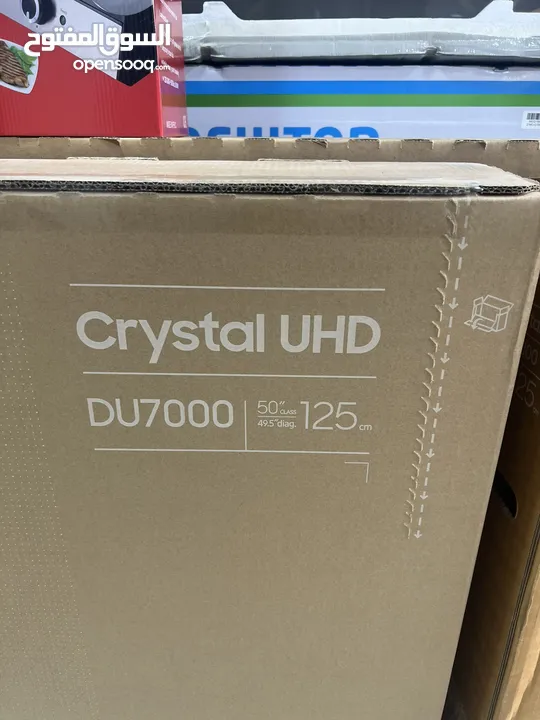 السوق المفتوح
opensooq.com
Crystal UHD
DU7000
50" CLASS
49.5" diag.
125 cm